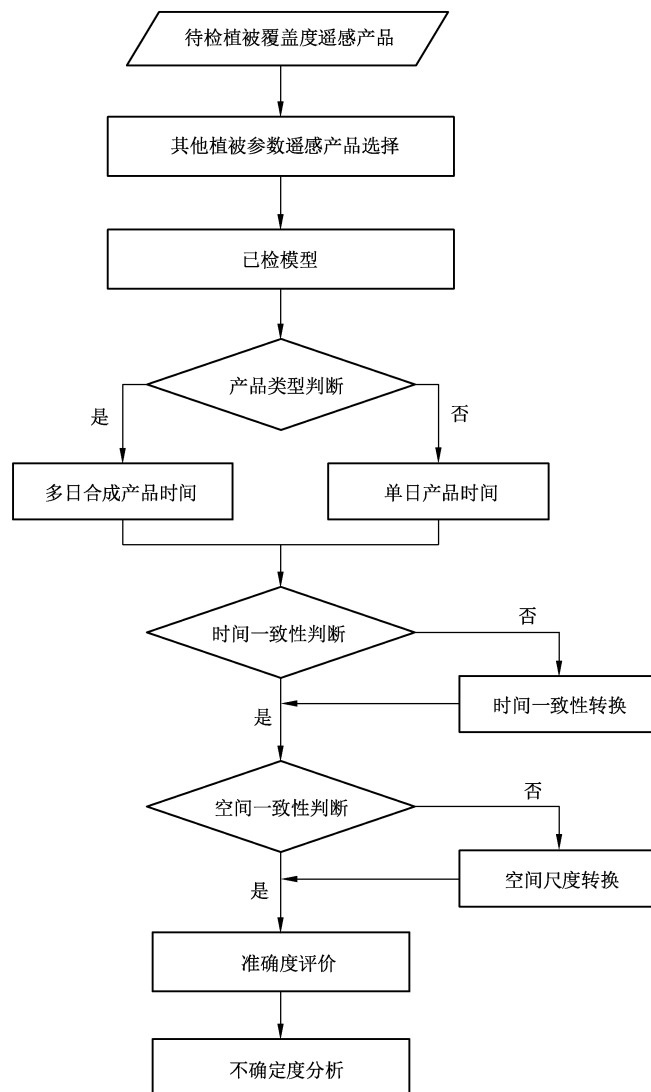 待检植被覆盖度遥感产品
其他植被参数遥感产品选择
已检模型
产品类型判断
是
否
多日合成产品时间
单日产品时间
时间一致性判断
否
时间一致性转换
是
空间一致性判断
否
空间尺度转换
是
准确度评价
不确定度分析